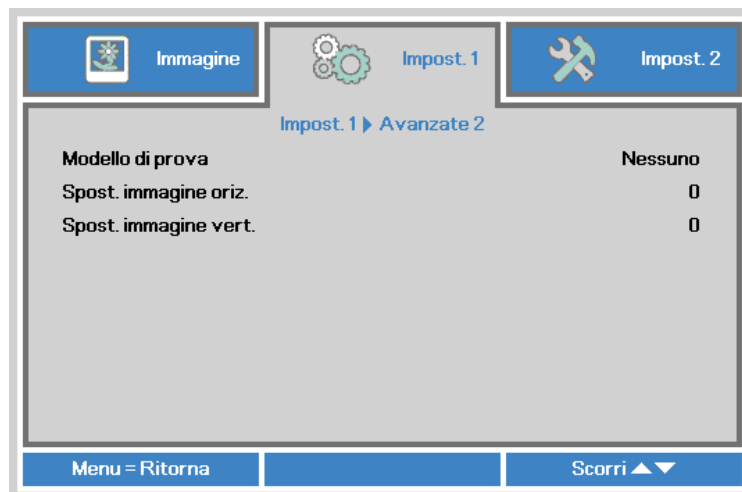 Immagine
Impost. 1
Impost. 2
Impost. 1 ▶ Avanzate 2
Modello di prova Nessuno
Spost. immagine oriz. 0
Spost. immagine vert. 0
Menu = Ritorna
Scorri ▲▼